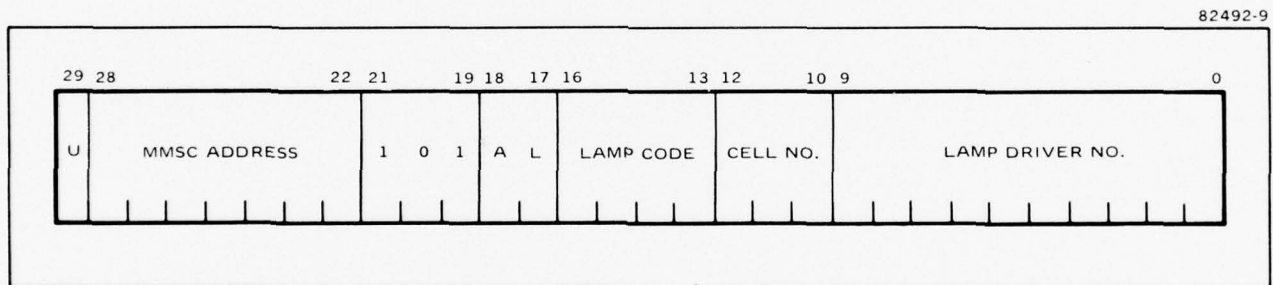 82492-9
29 28 22 21 19 18 17 16 13 12 10 9 0
U MMSC ADDRESS 1 0 1 A L LAMP CODE CELL NO. LAMP DRIVER NO.